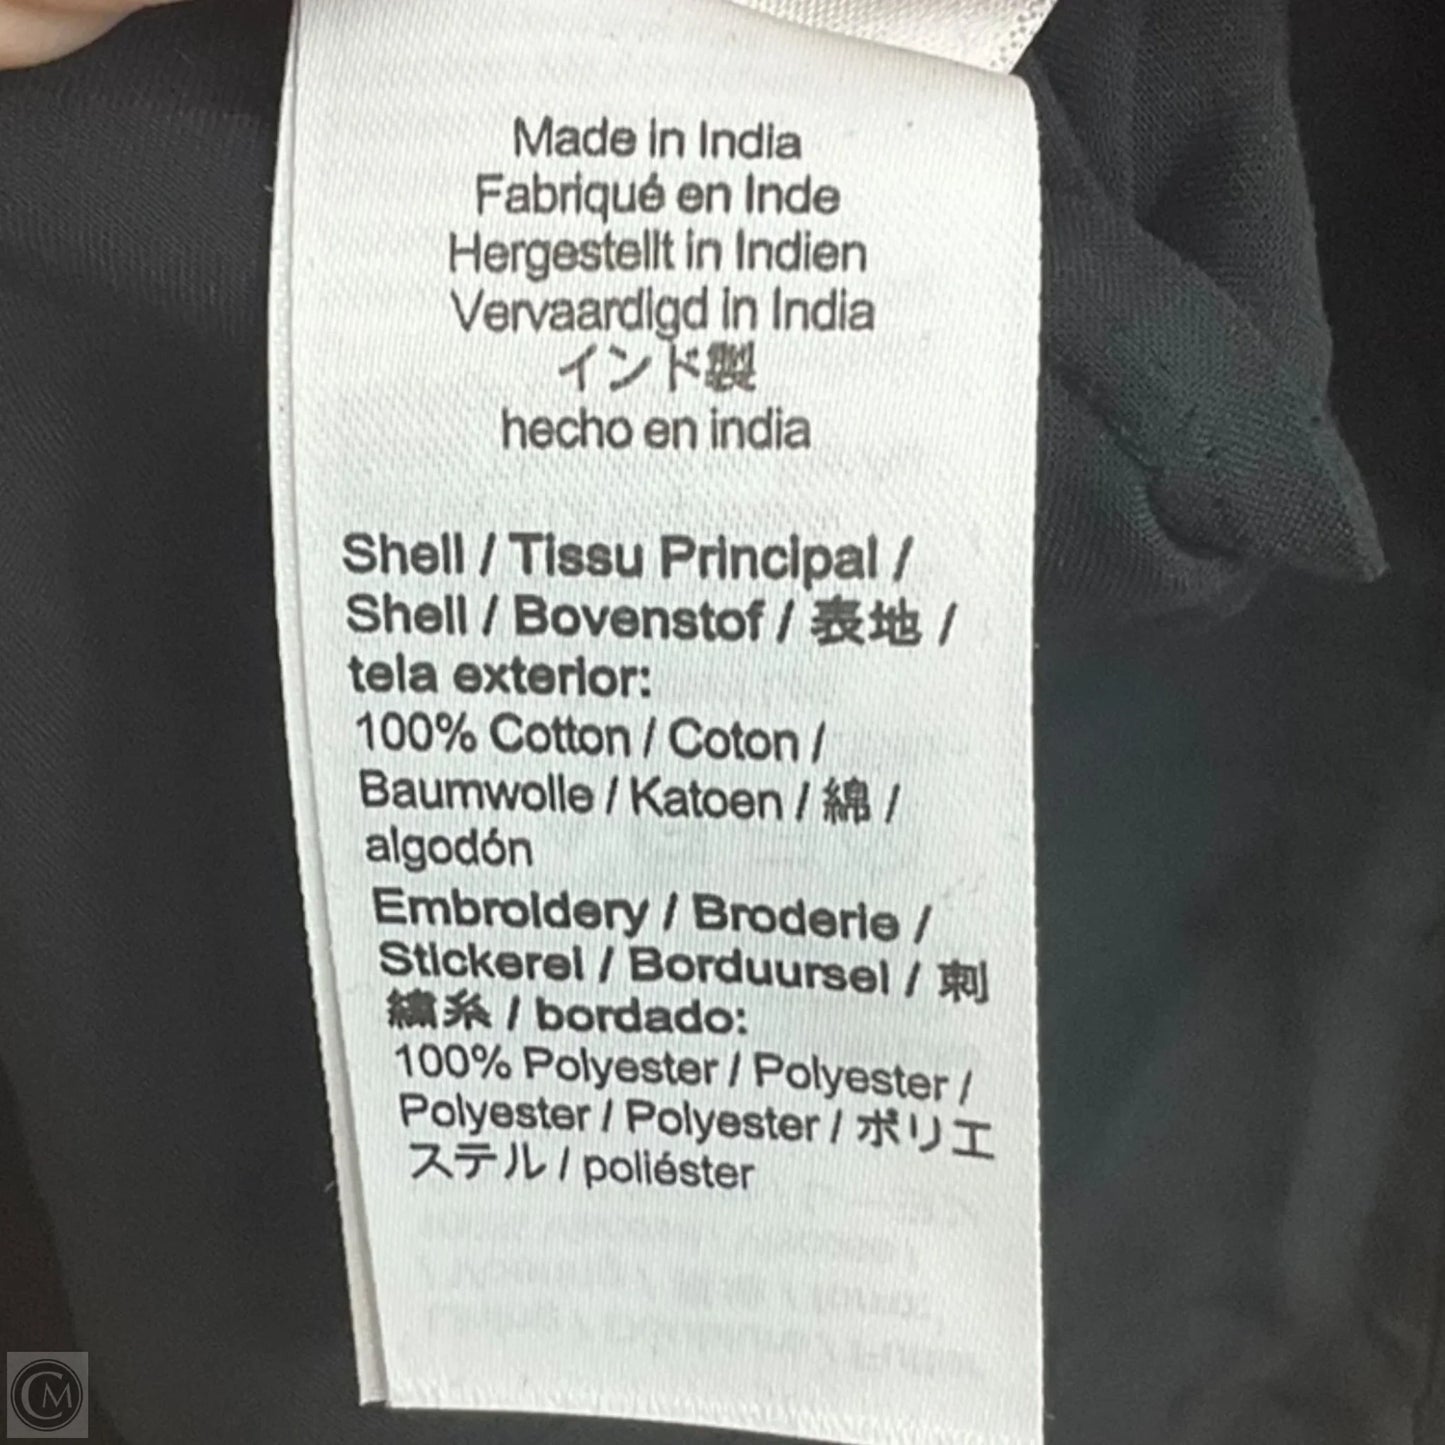 Made in India
Fabriqué en Inde
Hergestellt in Indien
Vervaardigd in India
インド製
hecho en india
Shell / Tissu Principal /
Shell / Bovenstof / 表地 /
tela exterior:
100% Cotton / Coton /
Baumwolle / Katoen / 綿 /
algodón
Embroidery / Broderie /
Stickerei / Borduursel / 刺
繍糸 / bordado:
100% Polyester / Polyester /
Polyester / Polyester / ポリエ
ステル / poliéster
CM